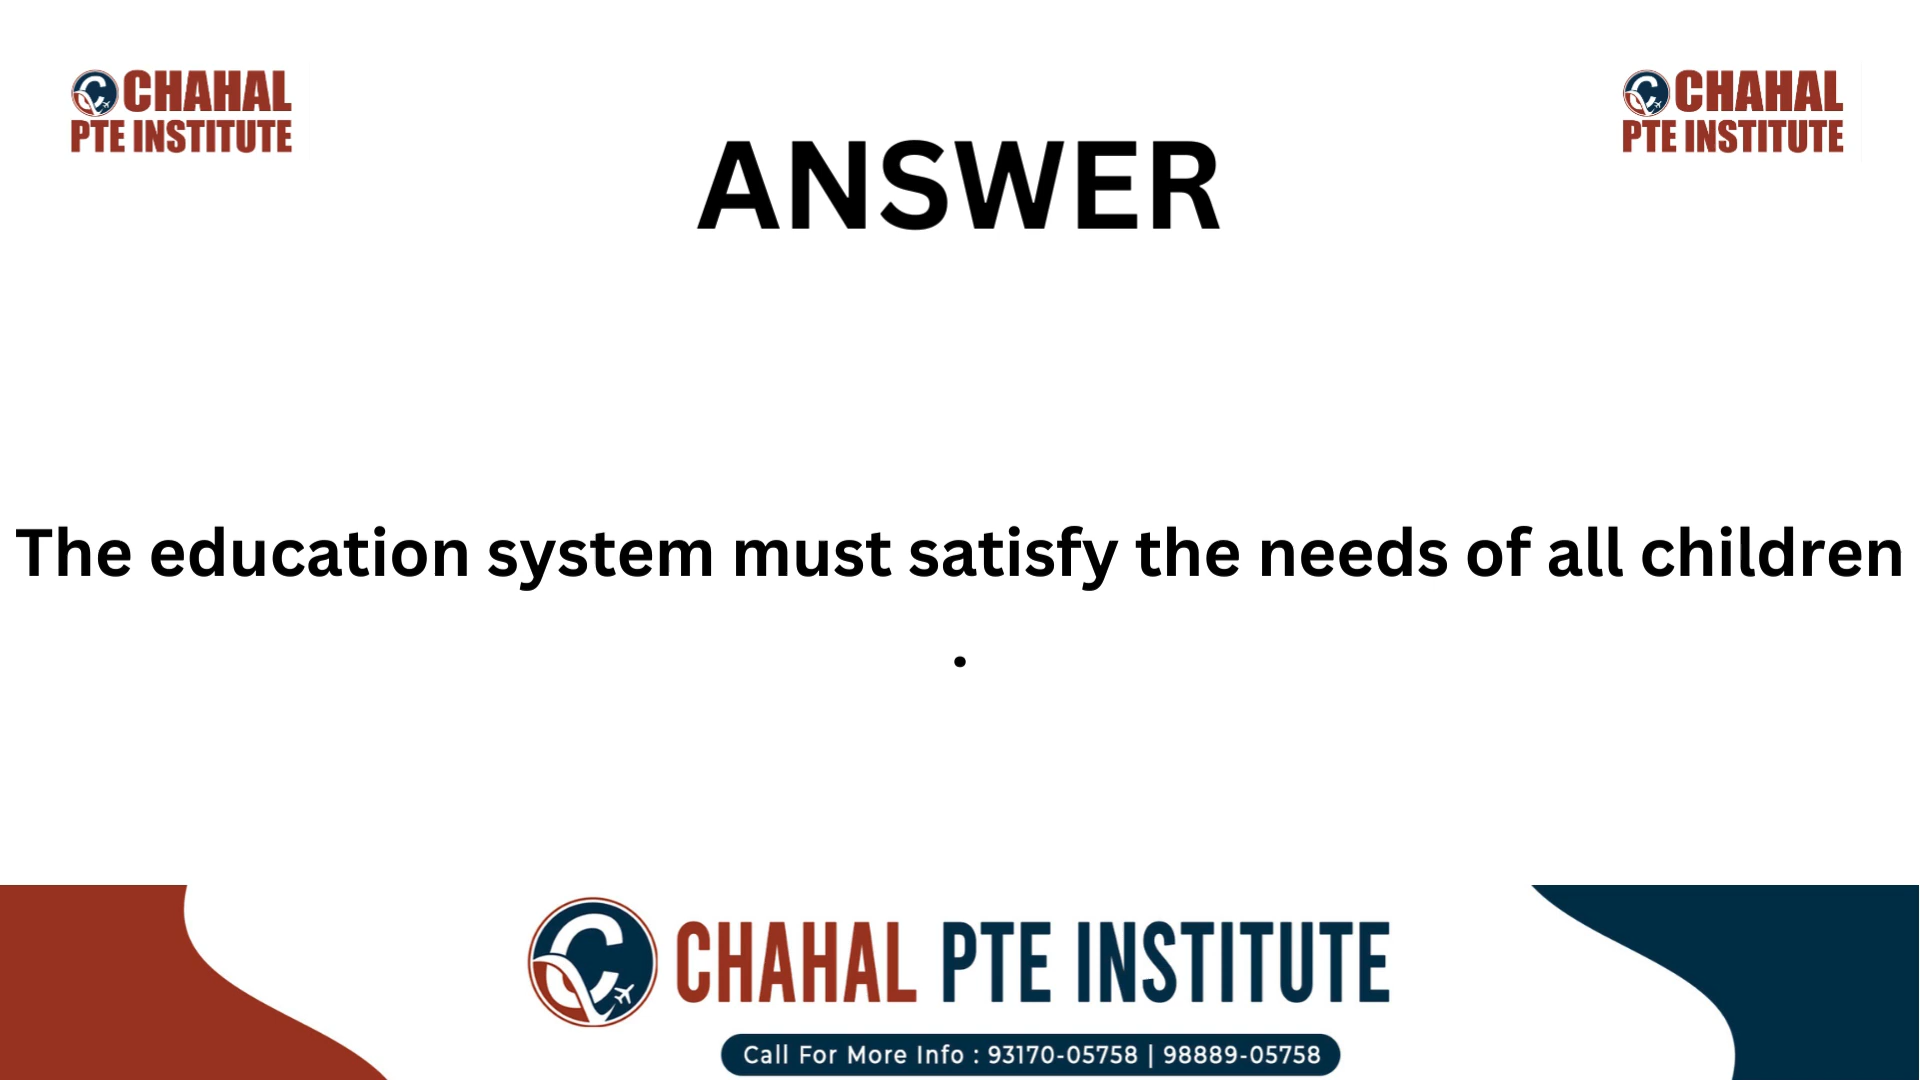 CHAHAL
PTE INSTITUTE
CHAHAL
PTE INSTITUTE
ANSWER
The education system must satisfy the needs of all children
.
CHAHAL PTE INSTITUTE
Call For More Info : 93170-05758 | 98889-05758